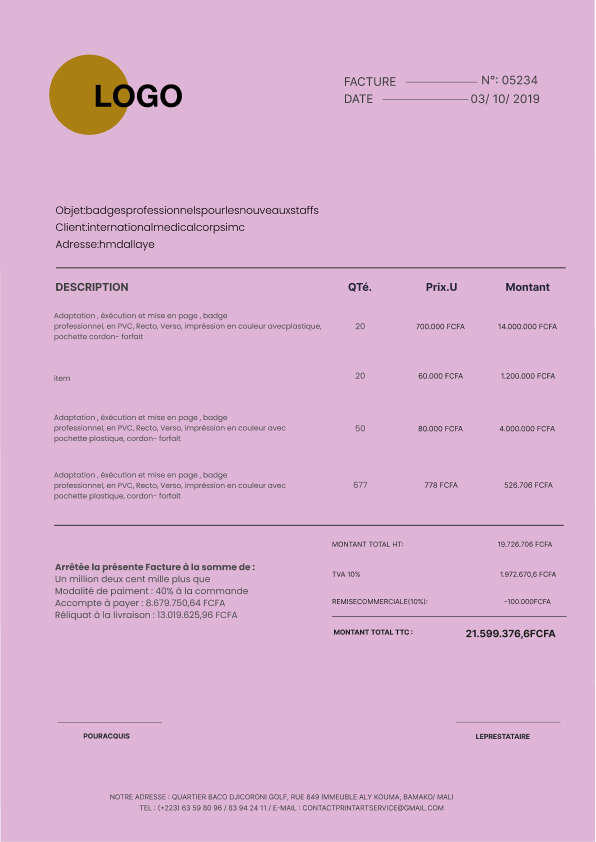 LOGO
FACTURE N°: 05234
DATE 03/ 10/ 2019
Objet:badgesprofessionnelspourlesnouveauxstaffs
Client:internationalmedicalcorpsimc
Adresse:hmdallaye
DESCRIPTION QTé. Prix.U Montant
Adaptation , éxécution et mise en page , badge
professionnel, en PVC, Recto, Verso, impréssion en couleur avecplastique, 20 700.000 FCFA 14.000.000 FCFA
pochette cordon- forfait
item 20 60.000 FCFA 1.200.000 FCFA
Adaptation , éxécution et mise en page , badge
professionnel, en PVC, Recto, Verso, impréssion en couleur avec 50 80.000 FCFA 4.000.000 FCFA
pochette plastique, cordon- forfait
Adaptation , éxécution et mise en page , badge
professionnel, en PVC, Recto, Verso, impréssion en couleur avec 677 778 FCFA 526.706 FCFA
pochette plastique, cordon- forfait
MONTANT TOTAL HT: 19.726.706 FCFA
TVA 10% 1.972.670,6 FCFA
REMISECOMMERCIALE(10%): -100.000FCFA
MONTANT TOTAL TTC : 21.599.376,6FCFA
Arrêtée la présente Facture à la somme de :
Un million deux cent mille plus que
Modalité de paiment : 40% à la commande
Accompte à payer : 8.679.750,64 FCFA
Réliquat à la livraison : 13.019.625,96 FCFA
POURACQUIS LEPRESTATAIRE
NOTRE ADRESSE : QUARTIER BACO DJICORONI GOLF, RUE 849 IMMEUBLE ALY KOUMA, BAMAKO/ MALI
TEL : (+223) 63 59 80 96 / 83 94 24 11 / E-MAIL : CONTACTPRINTARTSERVICE@GMAIL.COM